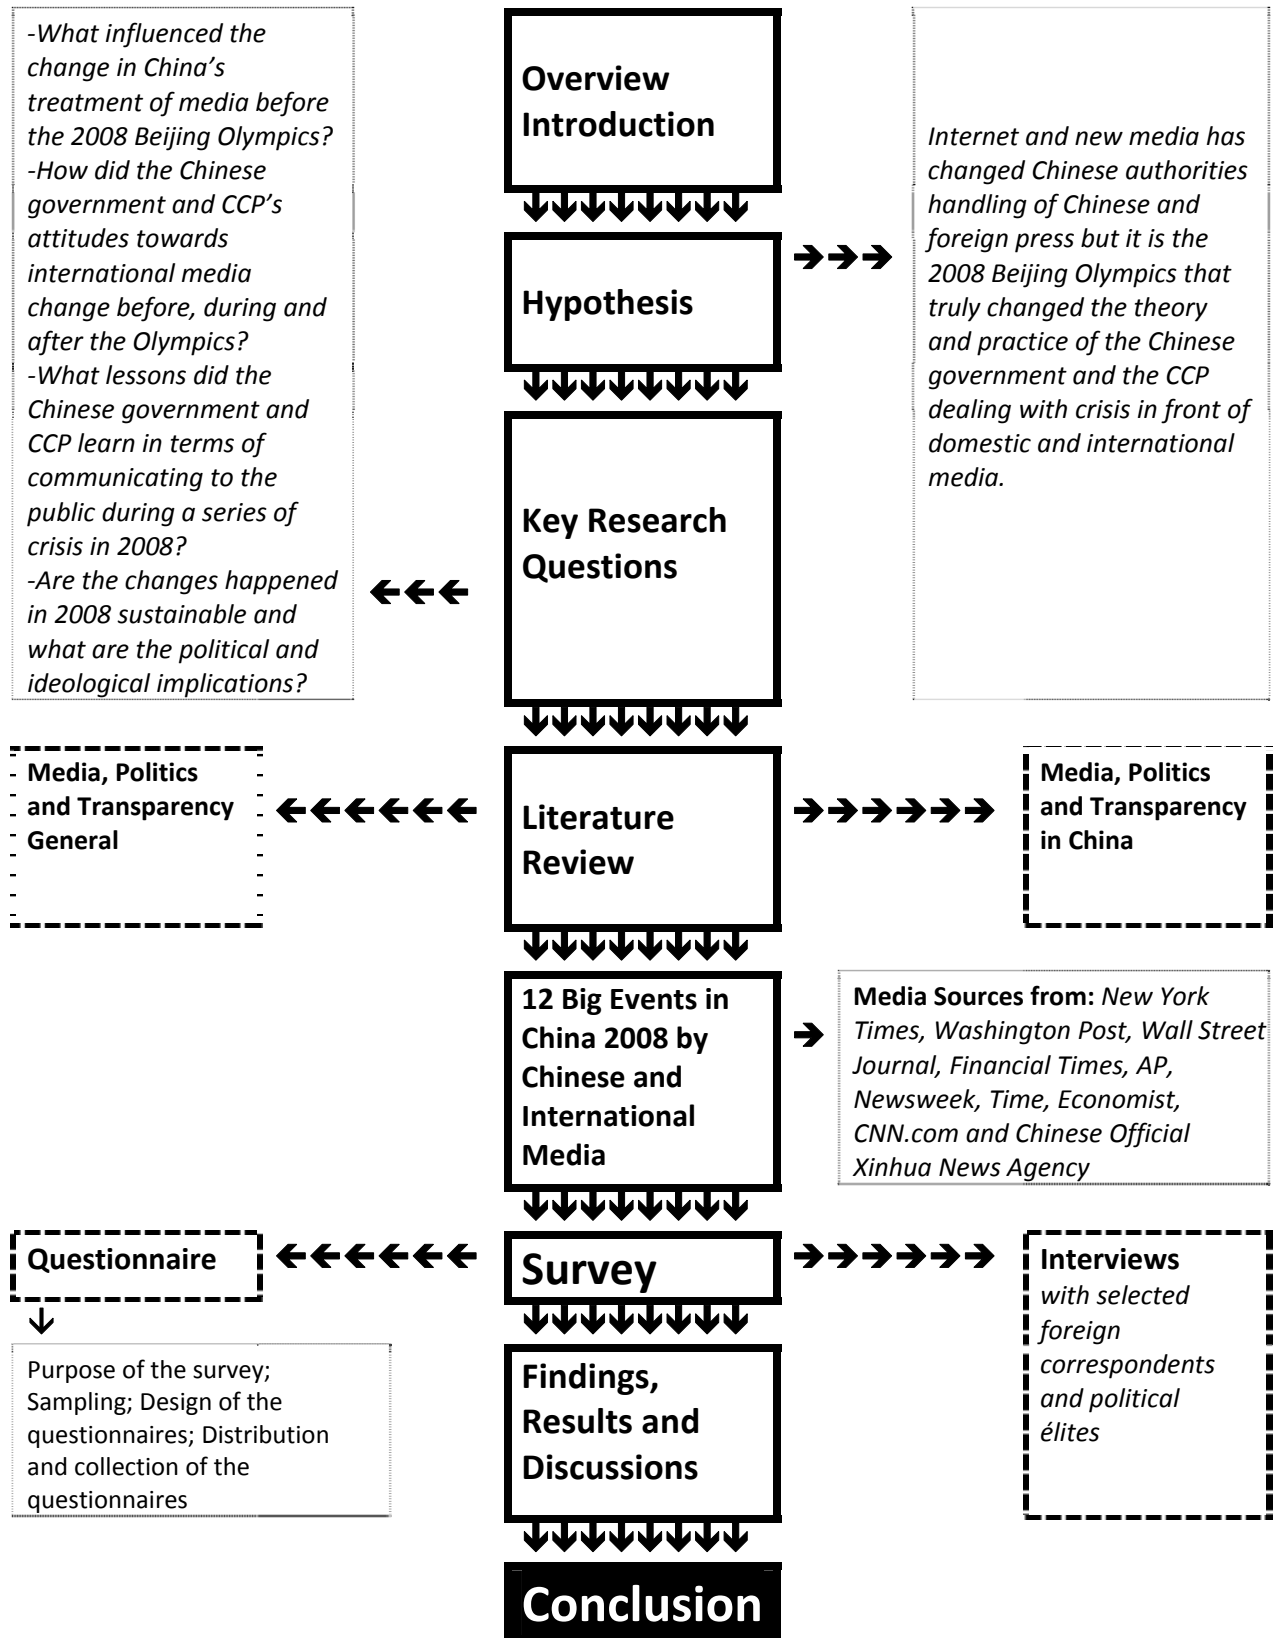 -What influenced the
change in China's
treatment of media before
the 2008 Beijing Olympics?
-How did the Chinese
government and CCP's
attitudes towards
international media
change before, during and
after the Olympics?
-What lessons did the
Chinese government and
CCP learn in terms of
communicating to the
public during a series of
crisis in 2008?
-Are the changes happened
in 2008 sustainable and
what are the political and
ideological implications?
Overview
Introduction
Hypothesis
Internet and new media has
changed Chinese authorities
handling of Chinese and
foreign press but it is the
2008 Beijing Olympics that
truly changed the theory
and practice of the Chinese
government and the CCP
dealing with crisis in front of
domestic and international
media.
Key Research
Questions
Media, Politics
and Transparency
General
Literature
Review
Media, Politics
and Transparency
in China
12 Big Events in
China 2008 by
Chinese and
International
Media
Media Sources from: New York
Times, Washington Post, Wall Street
Journal, Financial Times, AP,
Newsweek, Time, Economist,
CNN.com and Chinese Official
Xinhua News Agency
Questionnaire
Survey
Interviews
with selected
foreign
correspondents
and political
élites
Purpose of the survey;
Sampling; Design of the
questionnaires; Distribution
and collection of the
questionnaires
Findings,
Results and
Discussions
Conclusion